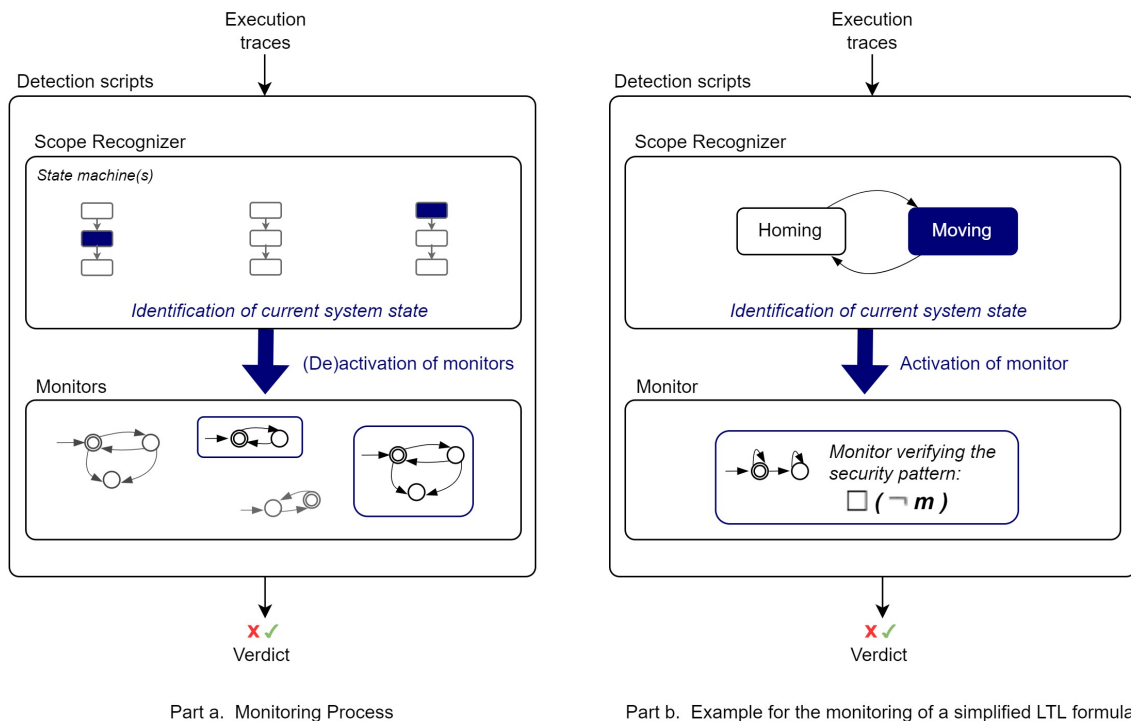 Execution
traces
Detection scripts
Scope Recognizer
State machine(s)
Identification of current system state
(De)activation of monitors
Monitors
x ✓
Verdict
Part a. Monitoring Process
Execution
traces
Detection scripts
Scope Recognizer
Homing
Moving
Identification of current system state
Activation of monitor
Monitor
Monitor verifying the
security pattern:
□ ( ¬ m )
x ✓
Verdict
Part b. Example for the monitoring of a simplified LTL formula